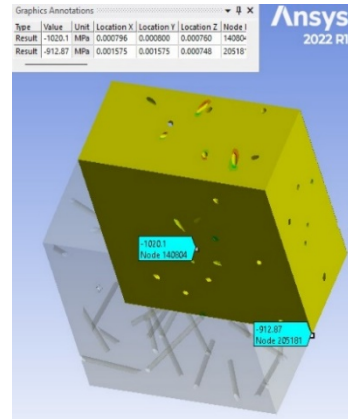 Graphics Annotations
Type Value Unit Location X Location Y Location Z Node I
Result -1020.1 MPa 0.000796 0.000800 0.000760 14080
Result -912.87 MPa 0.001575 0.001575 0.000748 205181
Ansys
2022 R1
-1020.1
Node 140804
-912.87
Node 205181